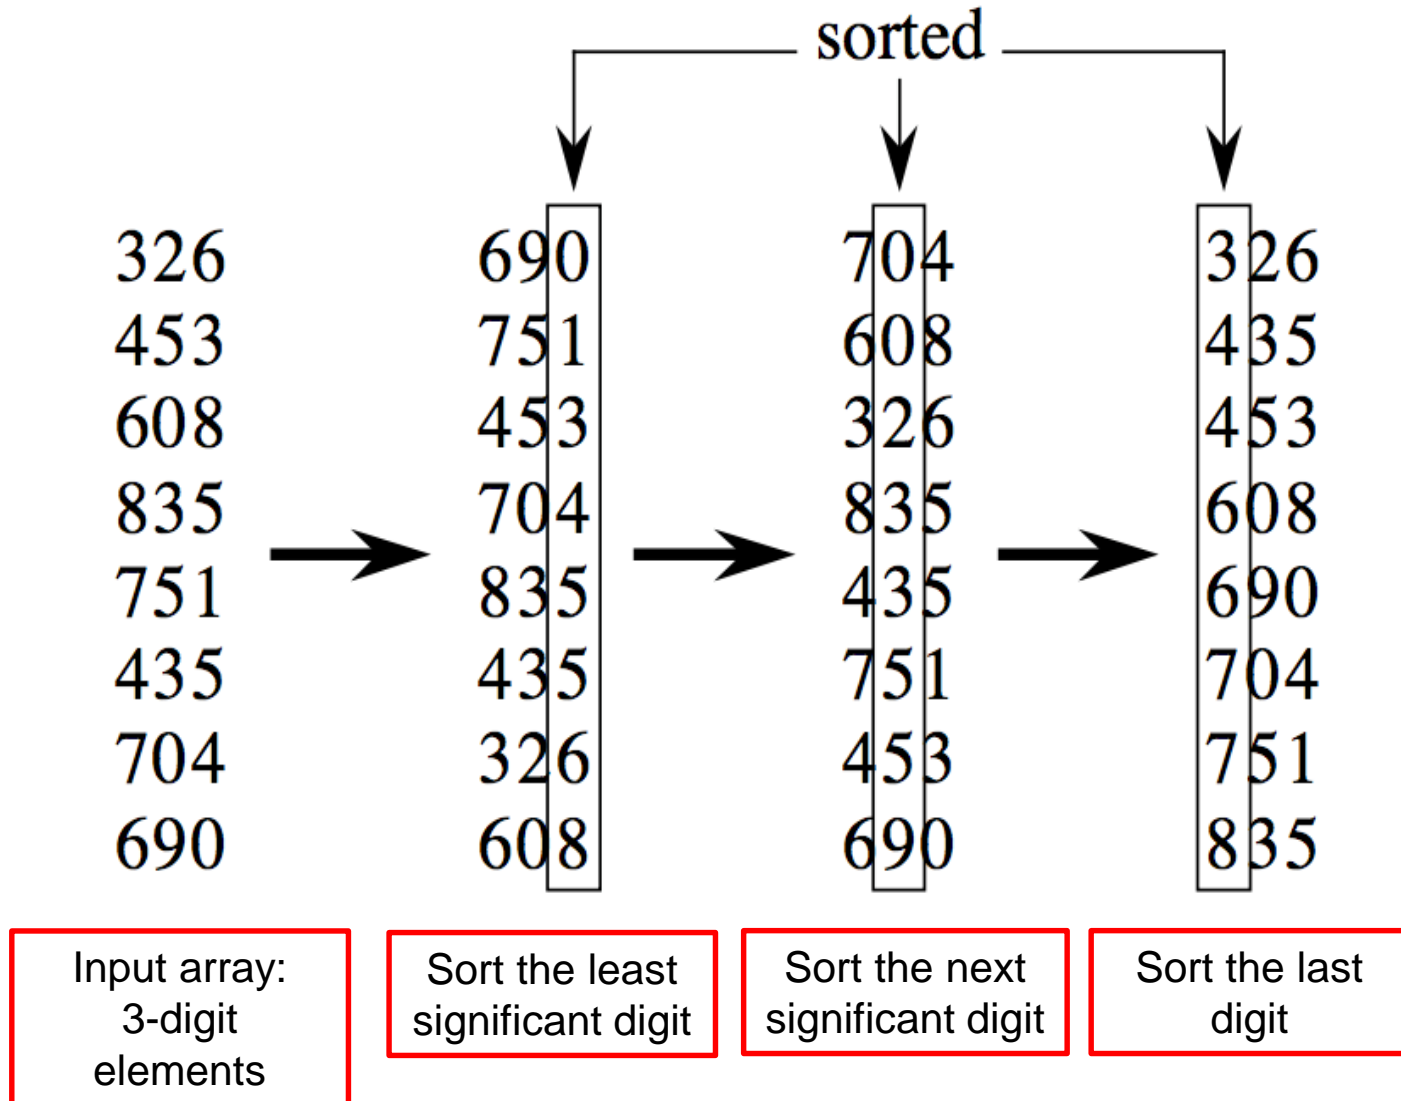 sorted
326 690 704 326
453 751 608 435
608 453 326 453
835 704 835 608
751 835 435 690
435 435 751 704
704 326 453 751
690 608 690 835
Input array:
3-digit
elements
Sort the least
significant digit
Sort the next
significant digit
Sort the last
digit